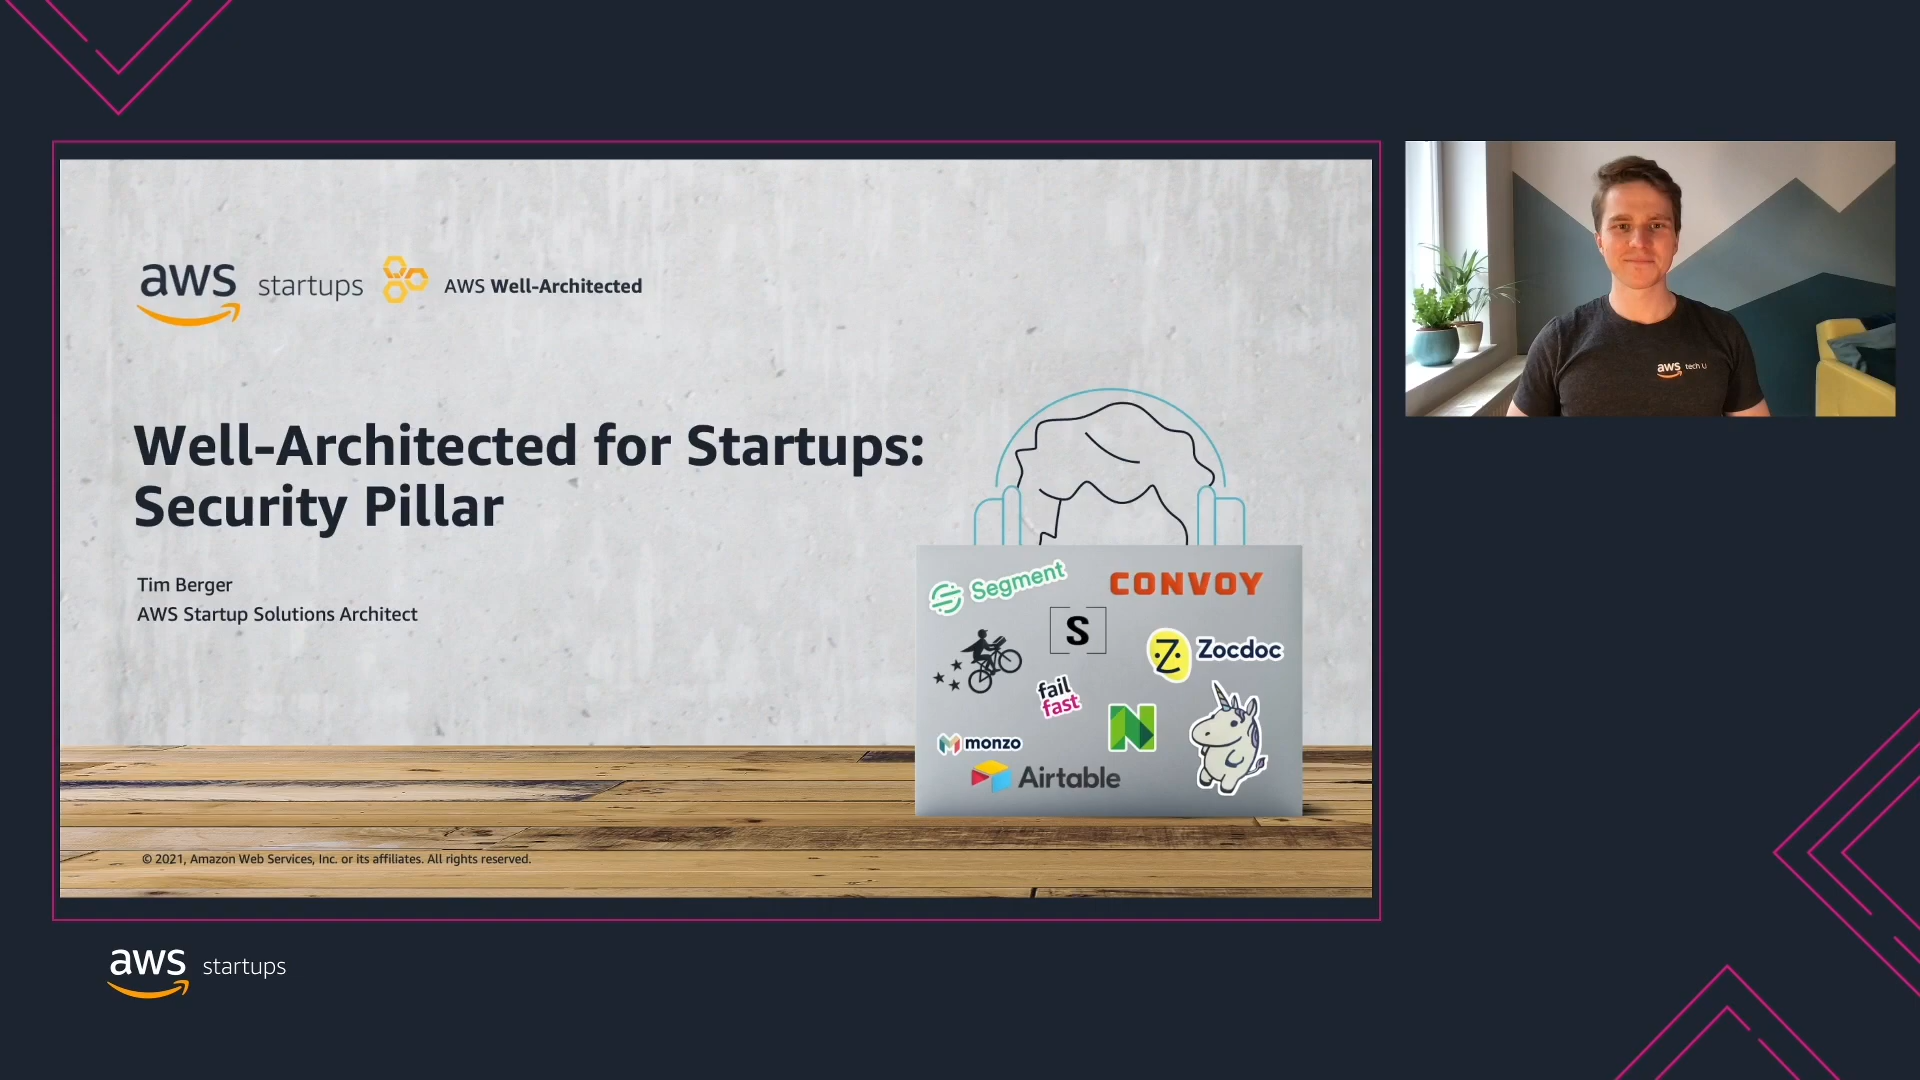 aws startups
AWS Well-Architected
Well-Architected for Startups:
Security Pillar
Tim Berger
AWS Startup Solutions Architect
Segment
CONVOY
S
Zocdoc
fail
fast
N
monzo
Airtable
© 2021, Amazon Web Services, Inc. or its affiliates. All rights reserved.
aws tech U
aws startups